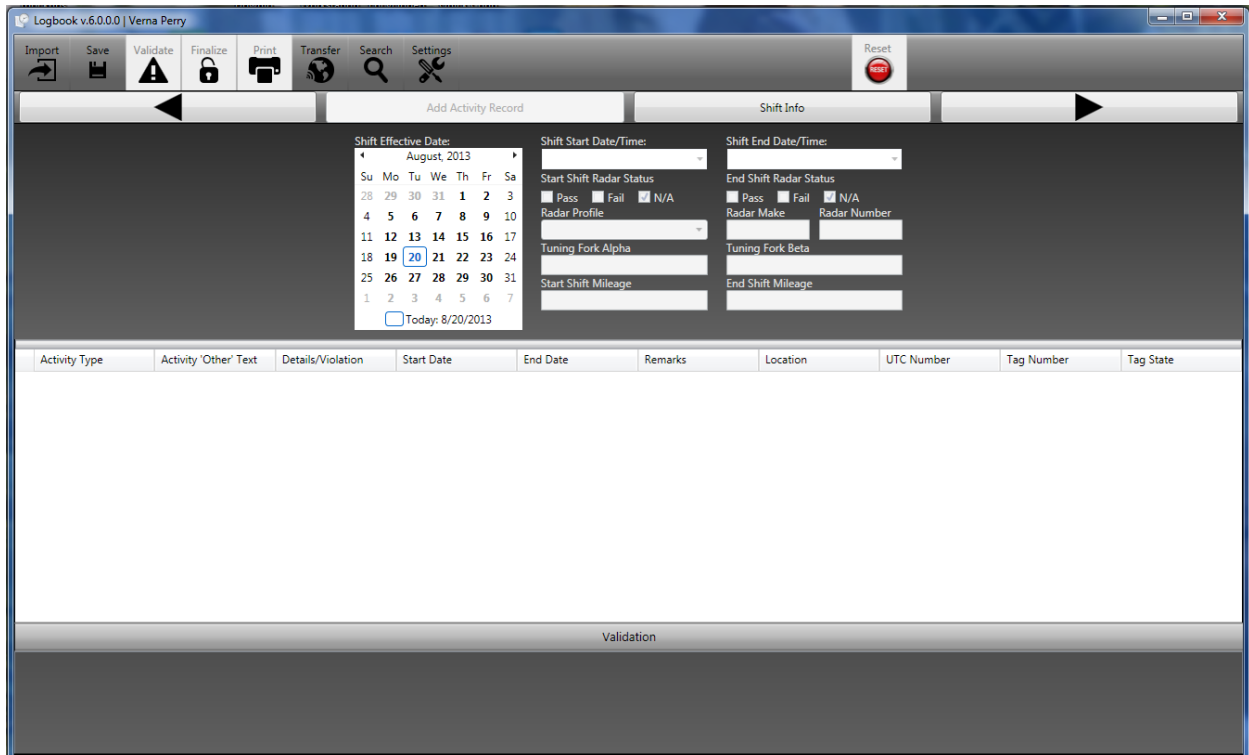 Logbook v.6.0.0.0 | Verna Perry
Import Save Validate Finalize Print Transfer Search Settings Reset
RESET
Add Activity Record Shift Info
Shift Effective Date: Shift Start Date/Time: Shift End Date/Time:
August, 2013
Su Mo Tu We Th Fr Sa Start Shift Radar Status End Shift Radar Status
28 29 30 31 1 2 3 Pass Fail N/A Pass Fail N/A
4 5 6 7 8 9 10 Radar Profile Radar Make Radar Number
11 12 13 14 15 16 17
18 19 20 21 22 23 24 Tuning Fork Alpha Tuning Fork Beta
25 26 27 28 29 30 31 Start Shift Mileage End Shift Mileage
1 2 3 4 5 6 7
Today: 8/20/2013
Activity Type Activity 'Other' Text Details/Violation Start Date End Date Remarks Location UTC Number Tag Number Tag State
Validation